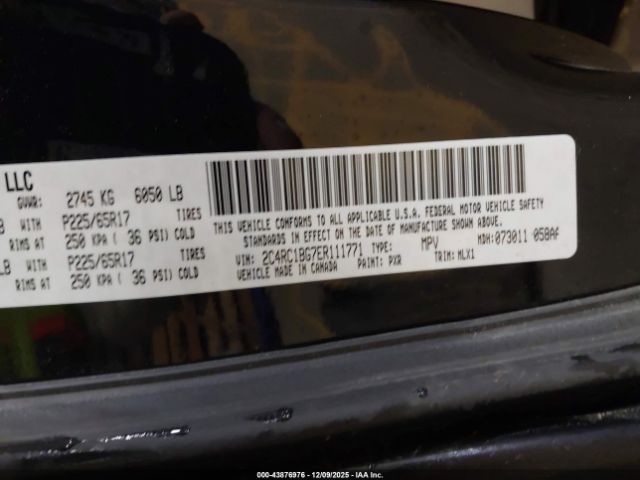 LLC
GVWR: 2745 KG 6050 LB
B WITH P225/65R17 TIRES
RIMS AT 250 KPA ( 36 PSI) COLD
LB WITH P225/65R17 TIRES
RIMS AT 250 KPA ( 36 PSI) COLD
THIS VEHICLE CONFORMS TO ALL APPLICABLE U.S.A. FEDERAL MOTOR VEHICLE SAFETY
STANDARDS IN EFFECT ON THE DATE OF MANUFACTURE SHOWN ABOVE.
VIN: 2C4RC1BG7ER111771 TYPE: MPV MDH: 073011 05BAF
VEHICLE MADE IN CANADA PAINT: PXR TRIM: MLX1
000-43876976 - 12/09/2025 - IAA Inc.